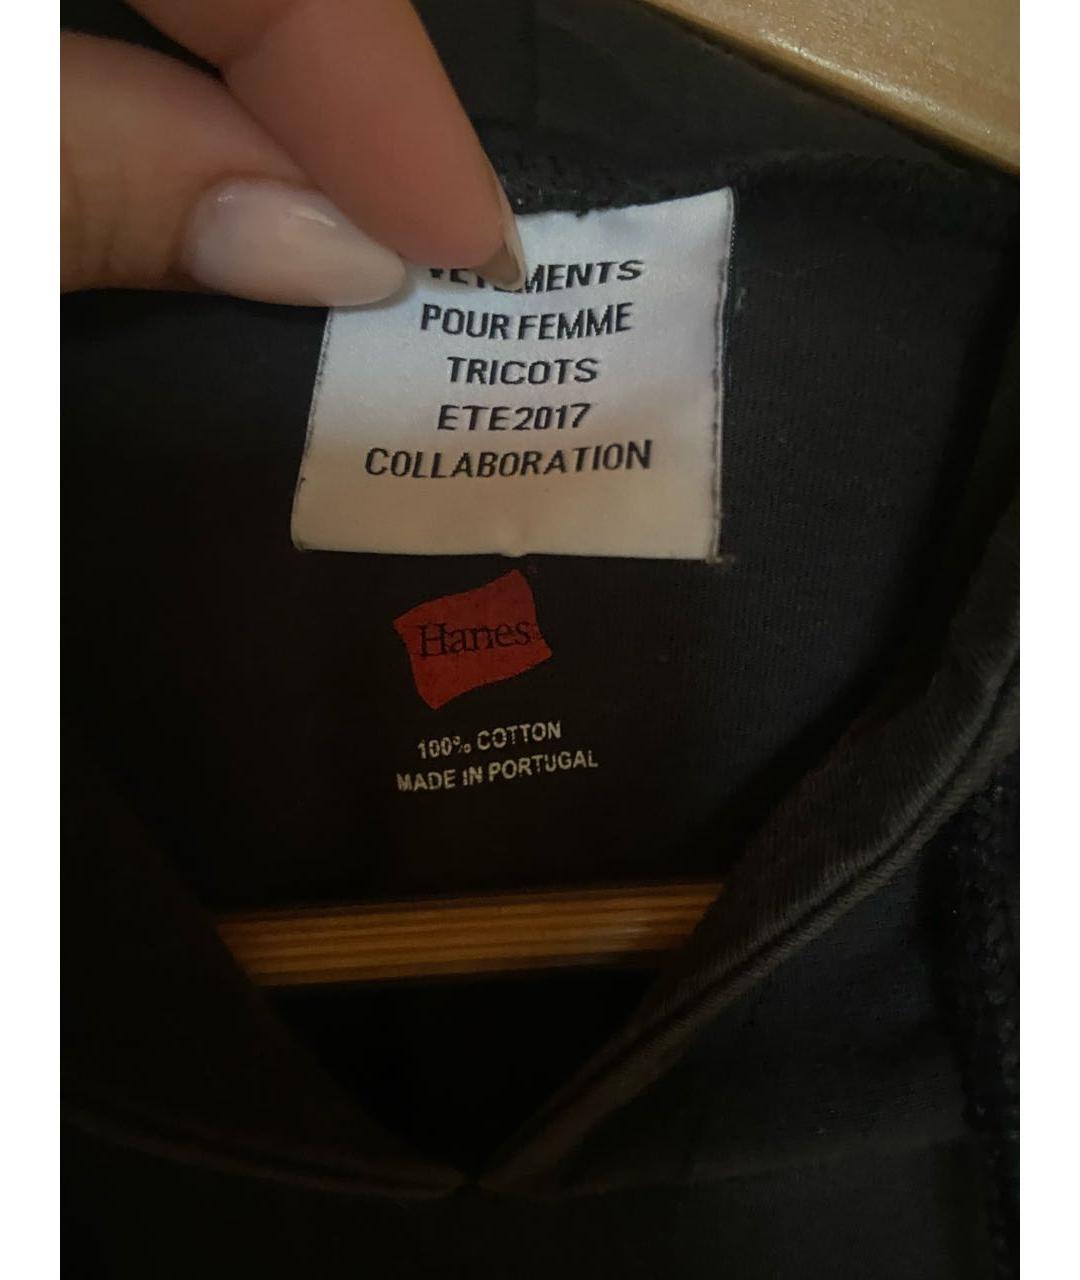 VETEMENTS
POUR FEMME
TRICOTS
ETE2017
COLLABORATION
Hanes
100% COTTON
MADE IN PORTUGAL